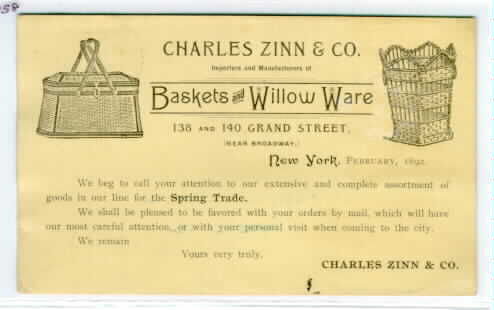 058
CHARLES ZINN & CO.
Importers and Manufacturers of
Baskets and Willow Ware
138 AND 140 GRAND STREET,
(NEAR BROADWAY,)
New York, FEBRUARY, 1892.
We beg to call your attention to our extensive and complete assortment of
goods in our line for the Spring Trade.
We shall be pleased to be favored with your orders by mail, which will have
our most careful attention, or with your personal visit when coming to the city.
We remain
Yours very truly,
CHARLES ZINN & CO.